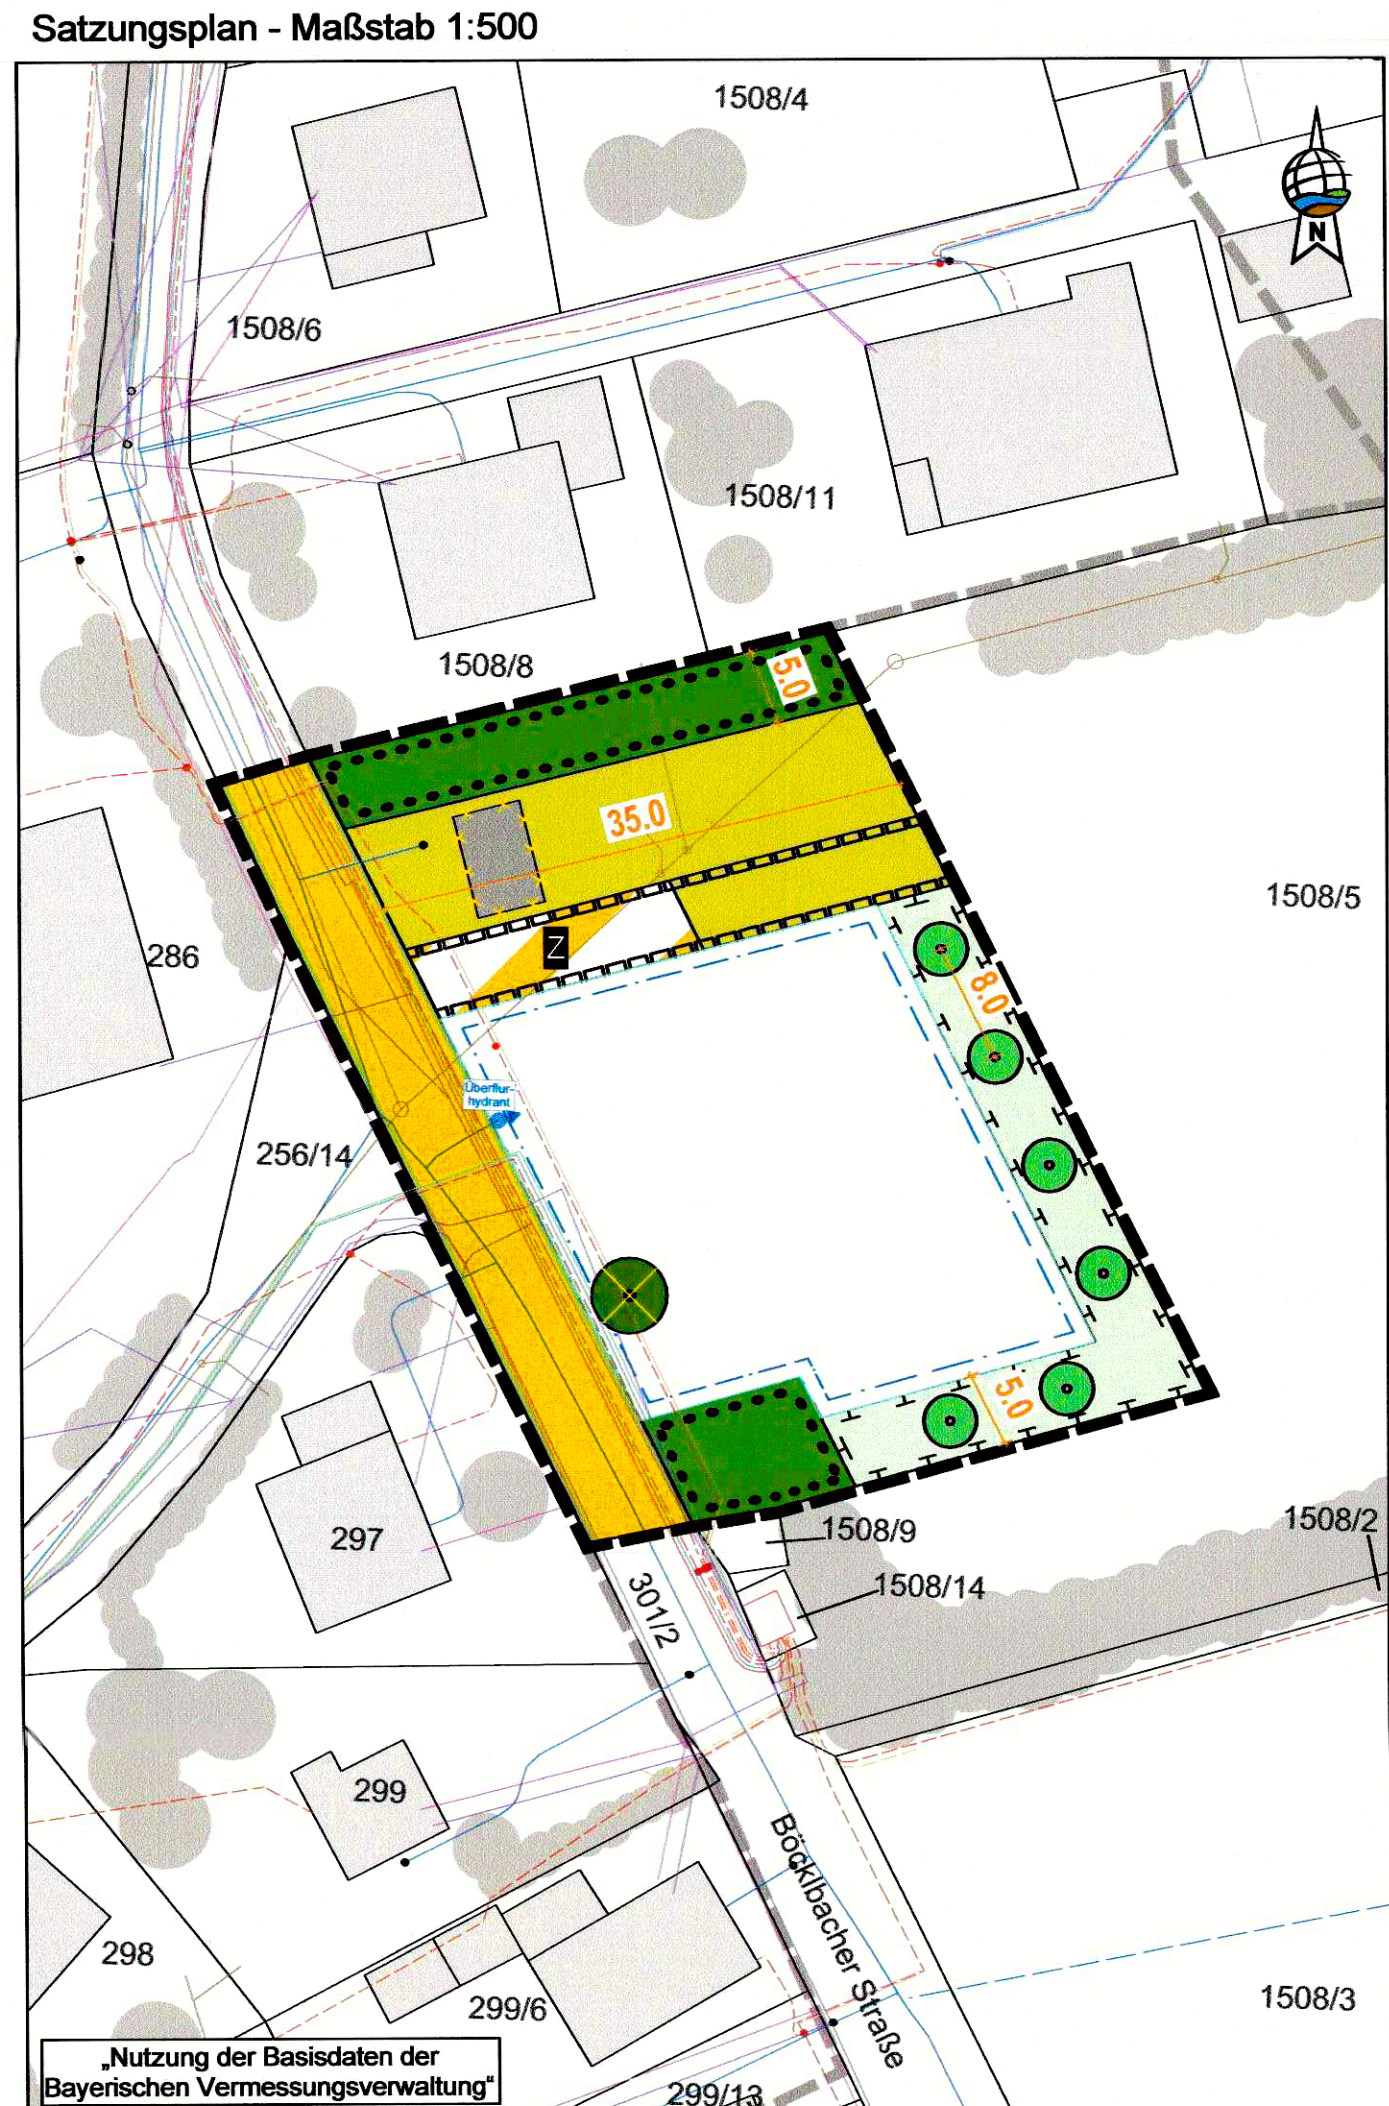 Satzungsplan - Maßstab 1:500
1508/4
N
1508/6
1508/11
1508/8
5.0
35.0
1508/5
286
Z
8.0
Überflur-
hydrant
256/14
5.0
297
1508/9
1508/2
1508/14
301/2
299
Böcklbacher Straße
298
299/6
1508/3
„Nutzung der Basisdaten der
Bayerischen Vermessungsverwaltung"
299/13